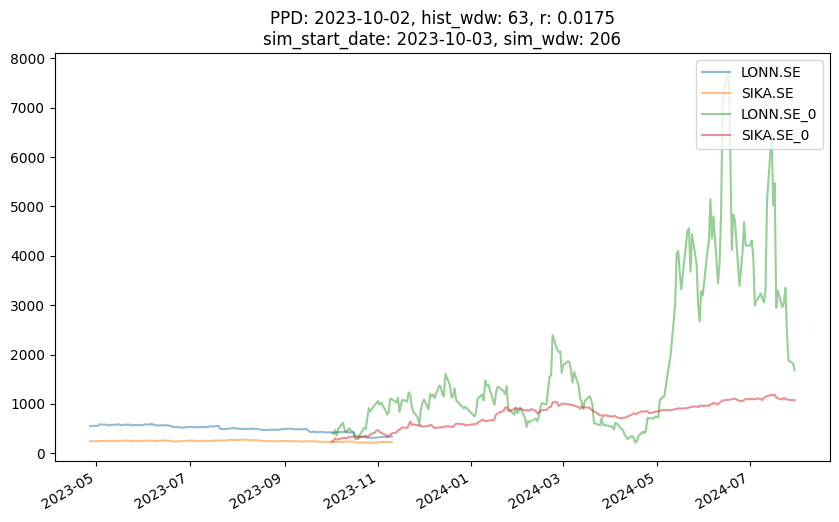 PPD: 2023-10-02, hist_wdw: 63, r: 0.0175
sim_start_date: 2023-10-03, sim_wdw: 206
8000
7000
6000
5000
4000
3000
2000
1000
0
LONN.SE
SIKA.SE
LONN.SE_0
SIKA.SE_0
2023-05
2023-07
2023-09
2023-11
2024-01
2024-03
2024-05
2024-07